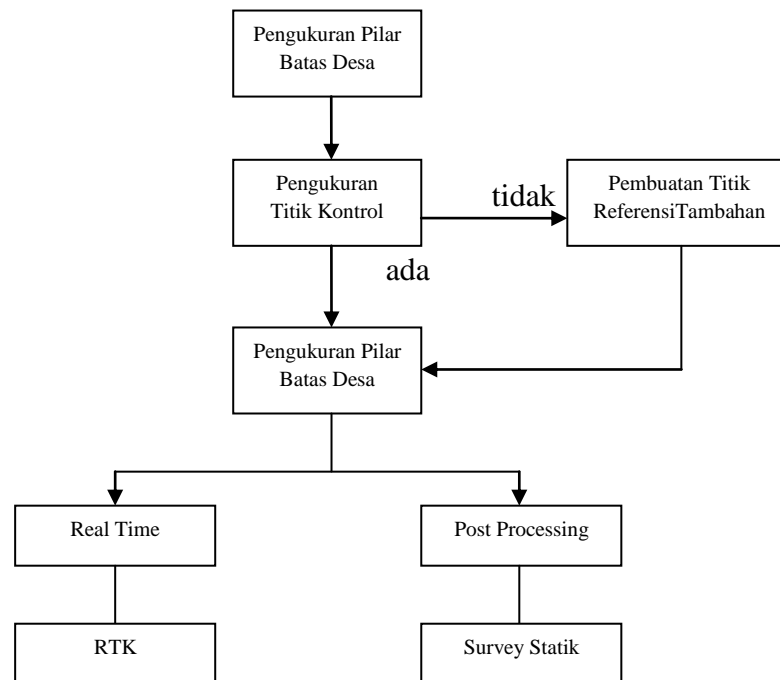 Pengukuran Pilar
Batas Desa
Pengukuran
Titik Kontrol
tidak
Pembuatan Titik
ReferensiTambahan
ada
Pengukuran Pilar
Batas Desa
Real Time
Post Processing
RTK
Survey Statik